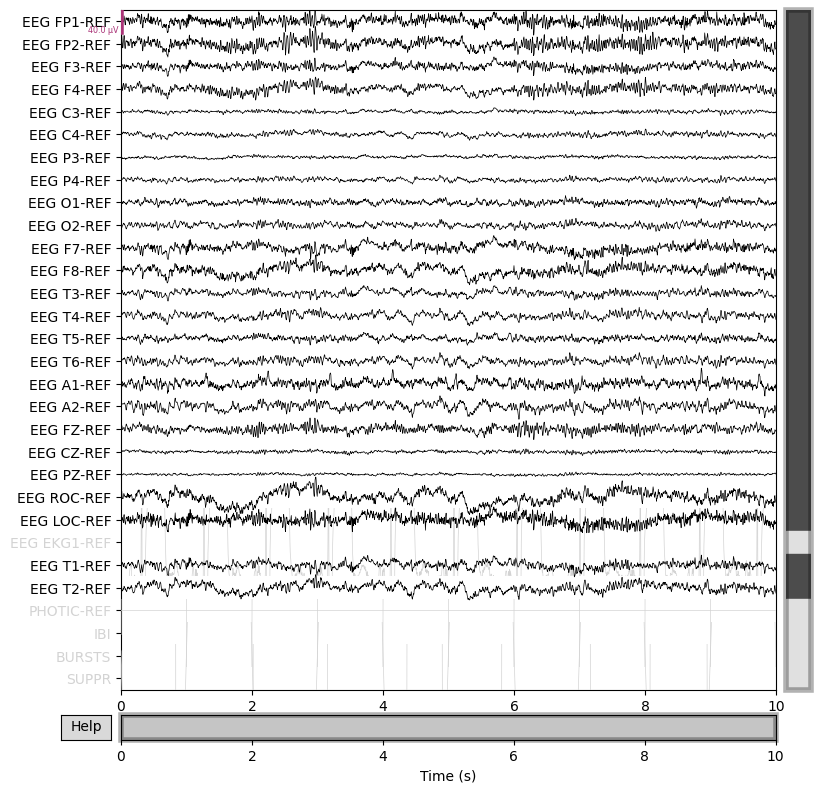 EEG FP1-REF
40.0 µV
EEG FP2-REF
EEG F3-REF
EEG F4-REF
EEG C3-REF
EEG C4-REF
EEG P3-REF
EEG P4-REF
EEG O1-REF
EEG O2-REF
EEG F7-REF
EEG F8-REF
EEG T3-REF
EEG T4-REF
EEG T5-REF
EEG T6-REF
EEG A1-REF
EEG A2-REF
EEG FZ-REF
EEG CZ-REF
EEG PZ-REF
EEG ROC-REF
EEG LOC-REF
EEG EKG1-REF
EEG T1-REF
EEG T2-REF
PHOTIC-REF
IBI
BURSTS
SUPPR
0 2 4 6 8 10
Help
0 2 4 6 8 10
Time (s)